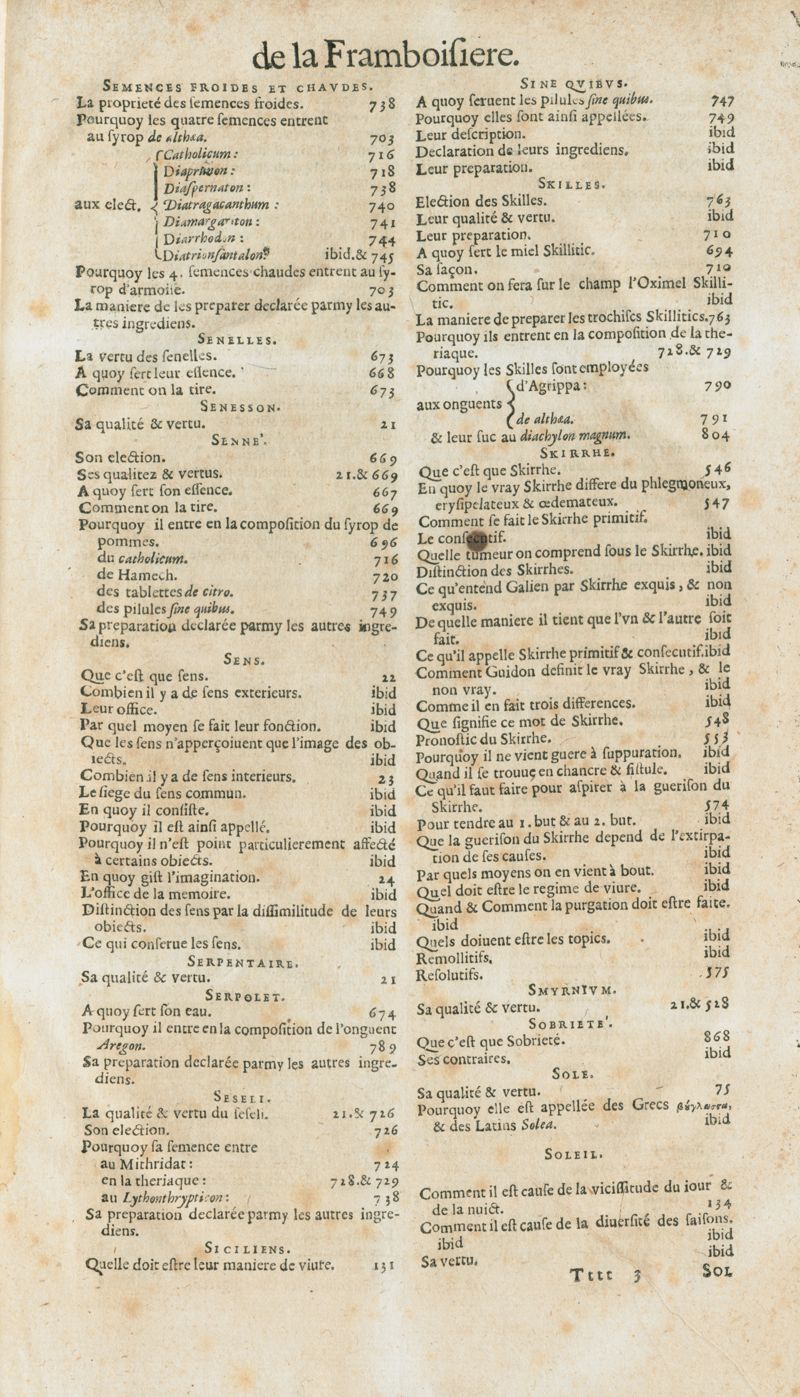 de la Framboiſiere.
SEMENCES FROIDES ET CHAVDES.
La proprieté des ſemences froides. 738
Pourquoy les quatre ſemences entrent
au ſyrop de althæa. 703
Catholicum: 716
Diaprunon: 718
Diaſpernaton: 738
aux elect. Diatragacanthum: 740
Diamargariton: 741
Diarrhodon: 744
Diatrionſantalon? ibid.& 745
Pourquoy les 4. ſemences chaudes entrent au ſy-
rop d'armoiſe. 703
La maniere de les preparer declarée parmy les au-
tres ingrediens.
SENELLES.
La vertu des ſenelles. 673
A quoy ſert leur eſſence. 668
Comment on la tire. 673
SENESSON.
Sa qualité & vertu. 21
SENNE'.
Son election. 669
Ses qualitez & vertus. 21.& 669
A quoy ſert ſon eſſence. 667
Comment on la tire. 669
Pourquoy il entre en la compoſition du ſyrop de
pommes. 696
du catholicum. 716
de Hamech. 720
des tablettes de citro. 737
des pilules ſine quibus. 749
Sa preparation declarée parmy les autres ingre-
diens.
SENS.
Que c'eſt que ſens. 22
Combien il y a de ſens exterieurs. ibid
Leur office. ibid
Par quel moyen ſe fait leur fonction. ibid
Que les ſens n'apperçoiuent que l'image des ob-
iects. ibid
Combien il y a de ſens interieurs. 23
Le ſiege du ſens commun. ibid
En quoy il conſiſte. ibid
Pourquoy il eſt ainſi appellé. ibid
Pourquoy il n'eſt point particulierement affecté
à certains obiects. ibid
En quoy giſt l'imagination. 24
L'office de la memoire. ibid
Diſtinction des ſens par la diſſimilitude de leurs
obiects. ibid
Ce qui conſerue les ſens. ibid
SERPENTAIRE.
Sa qualité & vertu. 21
SERPOLET.
A quoy ſert ſon eau. 674
Pourquoy il entre en la compoſition de l'onguent
Aregon. 789
Sa preparation declarée parmy les autres ingre-
diens.
SESELI.
La qualité & vertu du ſeſeli. 21.& 726
Son election. 726
Pourquoy ſa ſemence entre
au Mithridat: 724
en la theriaque: 728.& 729
au Lythonthrypticon: 738
Sa preparation declarée parmy les autres ingre-
diens.
SICILIENS.
Quelle doit eſtre leur maniere de viure. 131
SINE QVIBVS.
A quoy ſeruent les pilules ſine quibus. 747
Pourquoy elles ſont ainſi appellées. 749
Leur deſcription. ibid
Declaration de leurs ingrediens. ibid
Leur preparation. ibid
SKILLES.
Election des Skilles. 763
Leur qualité & vertu. ibid
Leur preparation. 710
A quoy ſert le miel Skillitic. 694
Sa façon. 710
Comment on fera ſur le champ l'Oximel Skilli-
tic. ibid
La maniere de preparer les trochiſcs Skillitics. 763
Pourquoy ils entrent en la compoſition de la the-
riaque. 728.& 729
Pourquoy les Skilles ſont employées
d'Agrippa: 790
aux onguents
de althæa. 791
& leur ſuc au diachylon magnum. 804
SKIRRHE.
Que c'eſt que Skirrhe. 546
En quoy le vray Skirrhe differe du phlegmoneux,
eryſipelateux & œdemateux. 547
Comment ſe fait le Skirrhe primitif.
Le conſ tif. ibid
Quelle tumeur on comprend ſous le Skirrhe. ibid
Diſtinction des Skirrhes. ibid
Ce qu'entend Galien par Skirrhe exquis, & non
exquis. ibid
De quelle maniere il tient que l'vn & l'autre ſoit
fait. ibid
Ce qu'il appelle Skirrhe primitif & conſecutif. ibid
Comment Guidon definit le vray Skirrhe, & le
non vray. ibid
Comme il en fait trois differences. ibid
Que ſignifie ce mot de Skirrhe. 548
Pronoſtic du Skirrhe. 553
Pourquoy il ne vient guere à ſuppuration. ibid
Quand il ſe trouue en chancre & fiſtule. ibid
Ce qu'il faut faire pour aſpirer à la gueriſon du
Skirrhe. 574
Pour tendre au 1. but & au 2. but. ibid
Que la gueriſon du Skirrhe depend de l'extirpa-
tion de ſes cauſes. ibid
Par quels moyens on en vient à bout. ibid
Quel doit eſtre le regime de viure. ibid
Quand & Comment la purgation doit eſtre faite.
ibid
Quels doiuent eſtre les topics. ibid
Remollitifs. ibid
Reſolutifs. 575
SMYRNIVM.
Sa qualité & vertu. 21.& 528
SOBRIETE'.
Que c'eſt que Sobrieté. 868
Ses contraires. ibid
SOLE.
Sa qualité & vertu. 75
Pourquoy elle eſt appellée des Grecs βύγλωσσα,
& des Latins Solea. ibid
SOLEIL.
Comment il eſt cauſe de la viciſſitude du iour &
de la nuict. 134
Comment il eſt cauſe de la diuerſité des ſaiſons.
ibid ibid
Sa vertu. ibid
Tttt 3 SOL